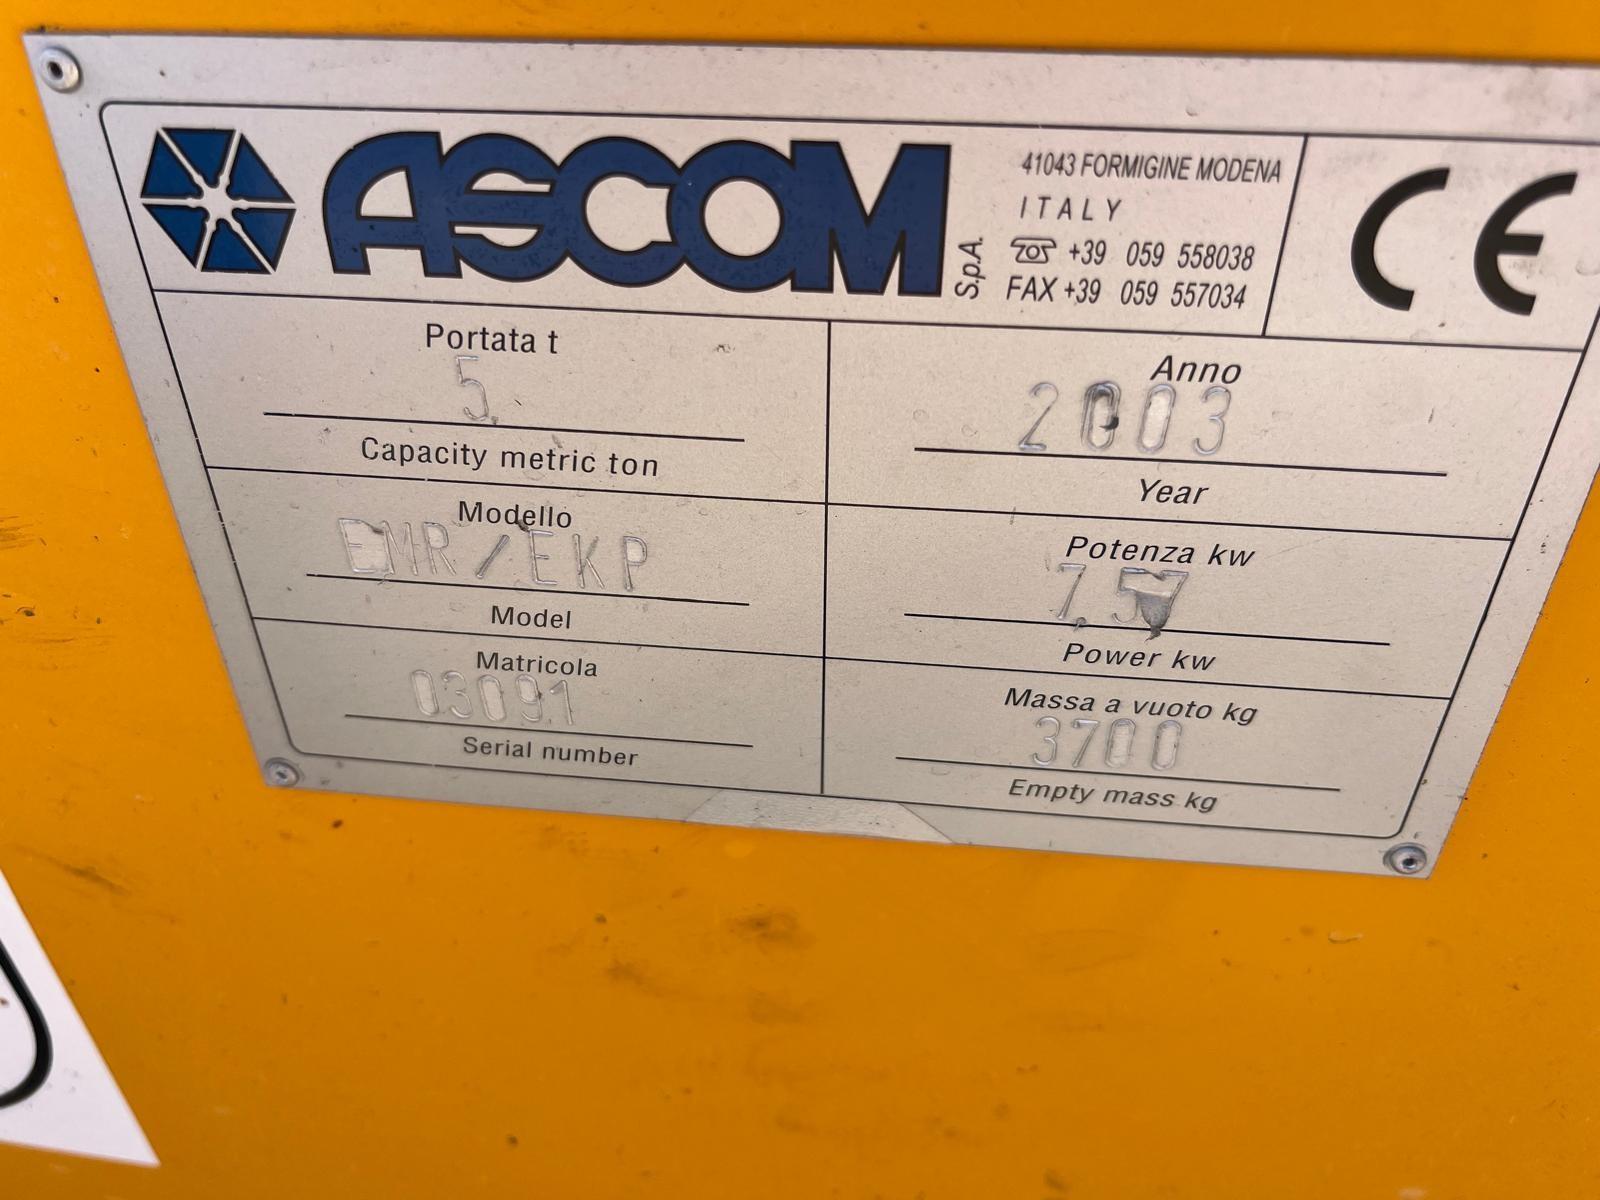 ASCOM S.p.A.
41043 FORMIGINE MODENA
ITALY
+39 059 558038
FAX +39 059 557034
CE
Portata t
5.
Capacity metric ton
Anno
2003
Year
Modello
EMR/EKP
Model
Potenza kw
7,57
Power kw
Matricola
03091
Serial number
Massa a vuoto kg
3700
Empty mass kg